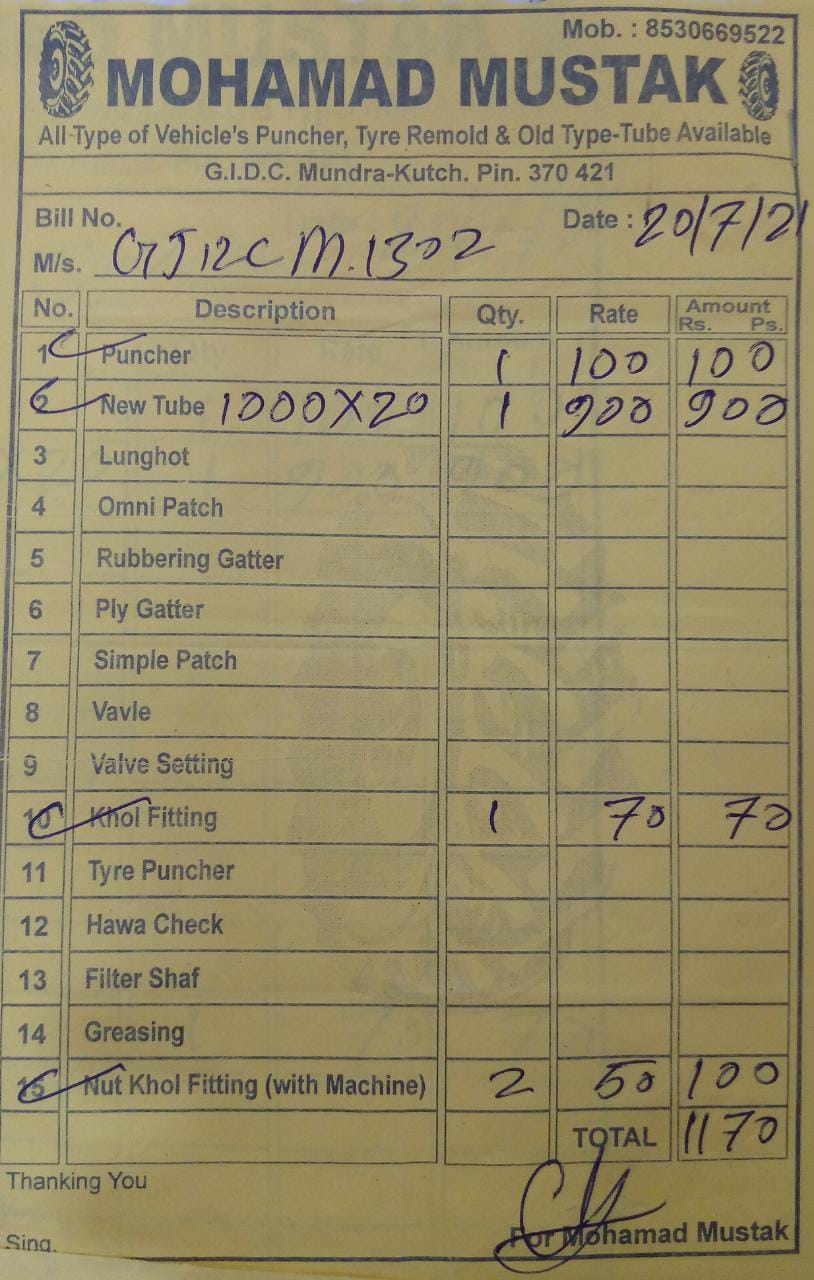 Mob. : 8530669522
MOHAMAD MUSTAK
All Type of Vehicle's Puncher, Tyre Remold & Old Type-Tube Available
G.I.D.C. Mundra-Kutch. Pin. 370 421
Bill No. Date : 20/7/21
M/s. GJ12C M.1302
No. Description Qty. Rate Amount Rs. Ps.
1 Puncher 1 100 100
2 New Tube 1000X20 1 900 900
3 Lunghot
4 Omni Patch
5 Rubbering Gatter
6 Ply Gatter
7 Simple Patch
8 Vavle
9 Valve Setting
10 Khol Fitting 1 70 70
11 Tyre Puncher
12 Hawa Check
13 Filter Shaf
14 Greasing
15 Nut Khol Fitting (with Machine) 2 50 100
TOTAL 1170
Thanking You
Sing. For Mohamad Mustak